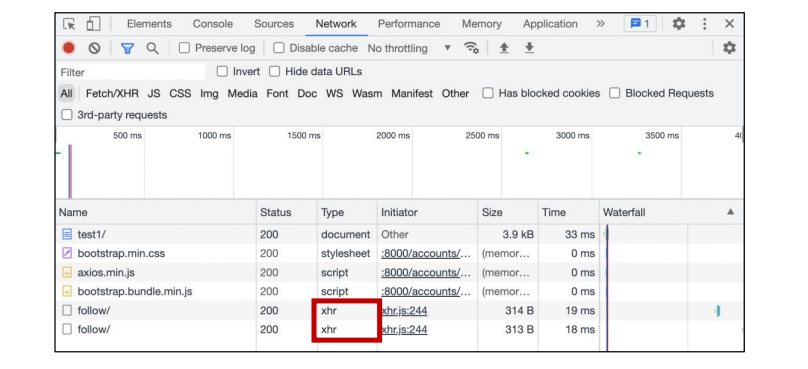 Elements Console Sources Network Performance Memory Application » 1
Preserve log Disable cache No throttling
Filter Invert Hide data URLs
All Fetch/XHR JS CSS Img Media Font Doc WS Wasm Manifest Other Has blocked cookies Blocked Requests
3rd-party requests
500 ms 1000 ms 1500 ms 2000 ms 2500 ms 3000 ms 3500 ms 40
Name Status Type Initiator Size Time Waterfall
test1/ 200 document Other 3.9 kB 33 ms
bootstrap.min.css 200 stylesheet :8000/accounts/... (memor... 0 ms
axios.min.js 200 script :8000/accounts/... (memor... 0 ms
bootstrap.bundle.min.js 200 script :8000/accounts/... (memor... 0 ms
follow/ 200 xhr xhr.js:244 314 B 19 ms
follow/ 200 xhr xhr.js:244 313 B 18 ms